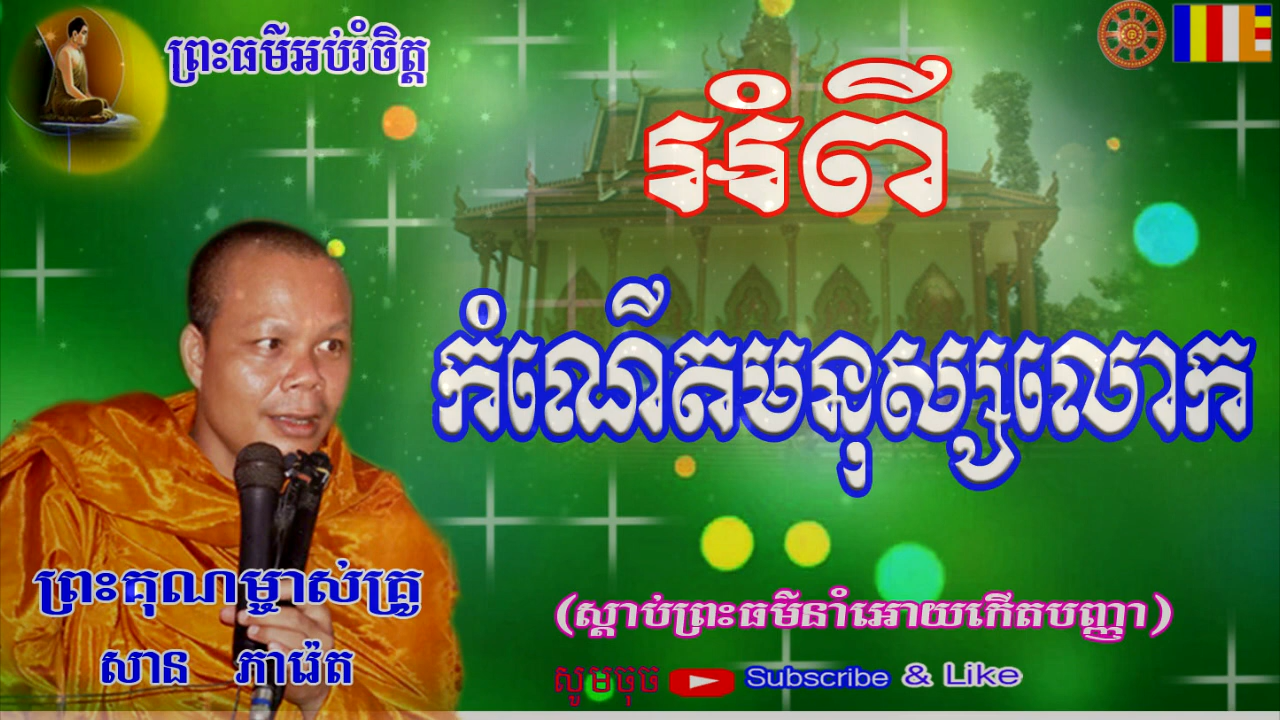 ព្រះធម៌អប់រំចិត្ត
អំពី
កំណើតមនុស្សលោក
ព្រះគុណម្ចាស់គ្រូ
សាន ភារ៉េត
(ស្តាប់ព្រះធម៌នាំអោយកើតបញ្ញា)
សូមចុច Subscribe & Like